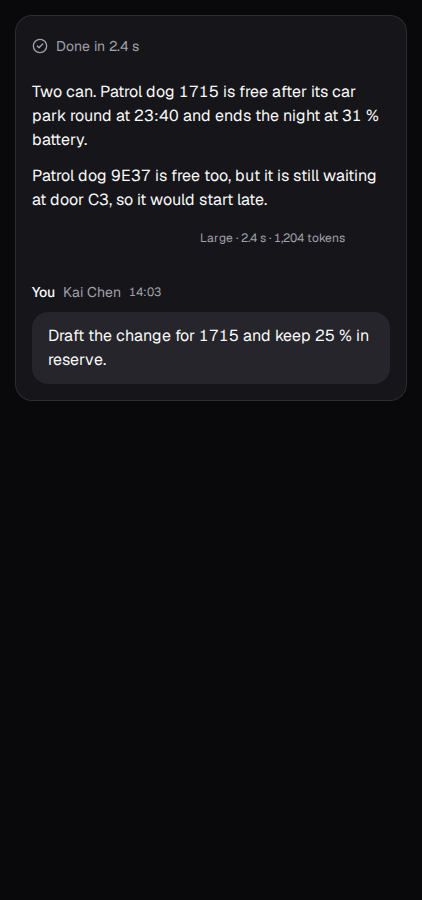 Done in 2.4 s
Two can. Patrol dog 1715 is free after its car
park round at 23:40 and ends the night at 31 %
battery.
Patrol dog 9E37 is free too, but it is still waiting
at door C3, so it would start late.
Large · 2.4 s · 1,204 tokens
You Kai Chen 14:03
Draft the change for 1715 and keep 25 % in
reserve.